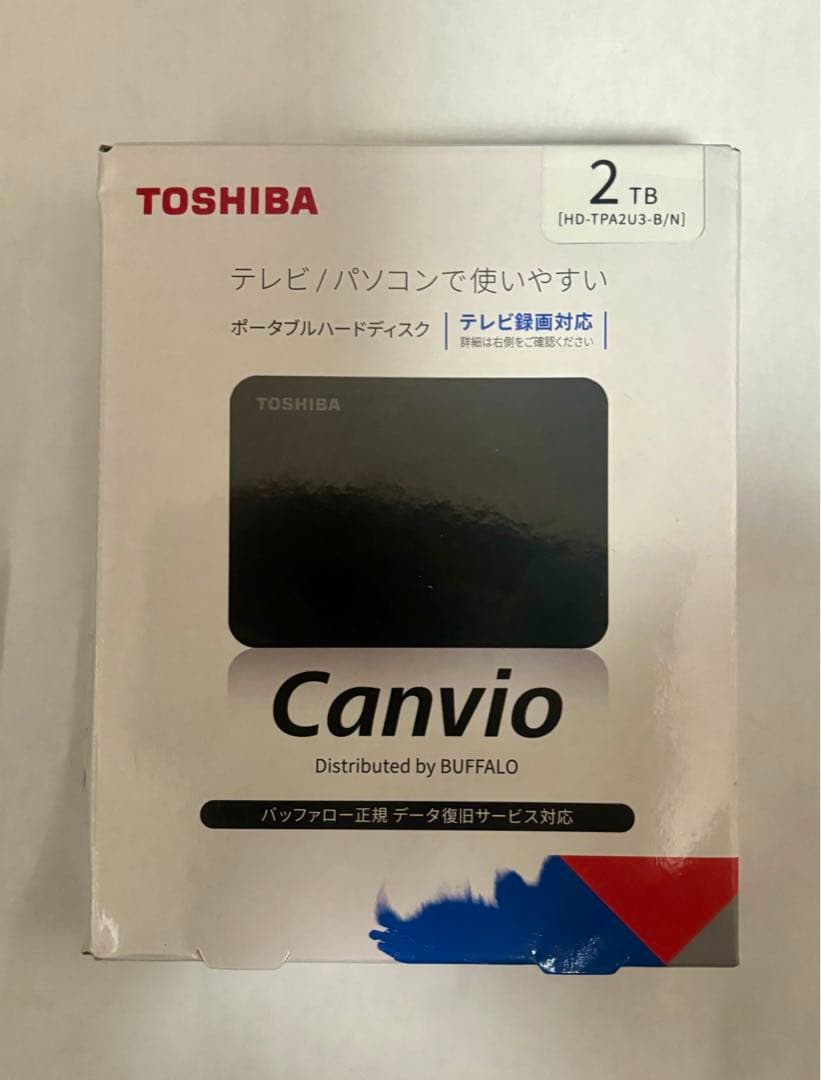 TOSHIBA
2 TB
[HD-TPA2U3-B/N]
テレビ/パソコンで使いやすい
ポータブルハードディスク
テレビ録画対応
詳細は右側をご確認ください
TOSHIBA
Canvio
Distributed by BUFFALO
バッファロー正規 データ復旧サービス対応